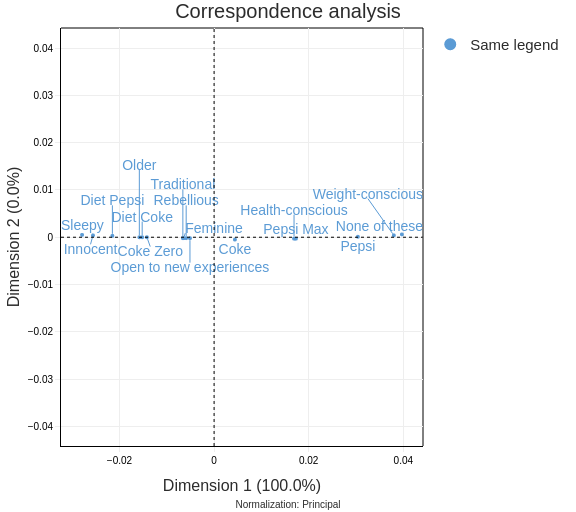 Correspondence analysis
Same legend
0.04
0.03
0.02
0.01
0
−0.01
−0.02
−0.03
−0.04
Dimension 2 (0.0%)
Older
Traditional
Diet Pepsi
Rebellious
Weight-conscious
Diet Coke
Health-conscious
Sleepy
Feminine
Pepsi Max
None of these
Innocent
Coke Zero
Coke
Pepsi
Open to new experiences
−0.02
0
0.02
0.04
Dimension 1 (100.0%)
Normalization: Principal